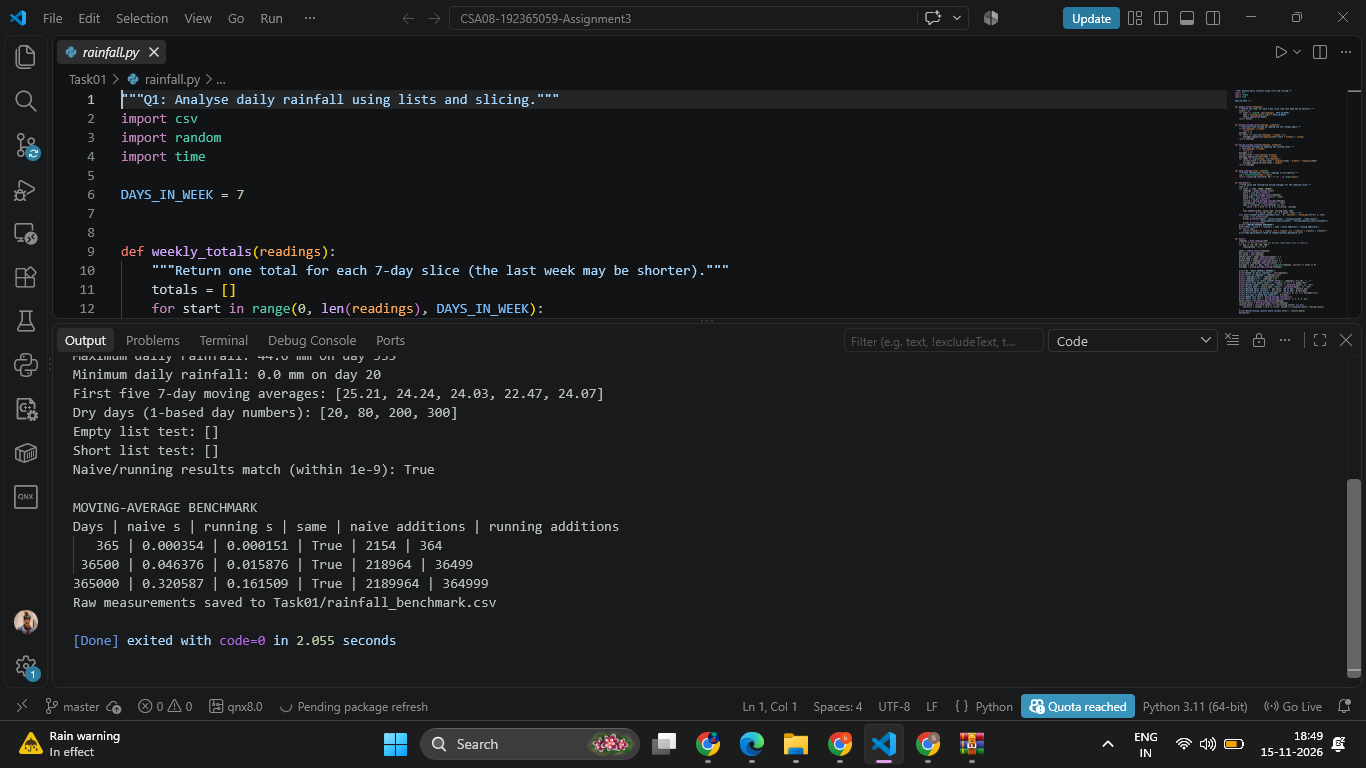 File Edit Selection View Go Run ···
CSA08-192365059-Assignment3
Update
rainfall.py
Task01 > rainfall.py > ...
1 """Q1: Analyse daily rainfall using lists and slicing."""
2 import csv
3 import random
4 import time
5
6 DAYS_IN_WEEK = 7
7
8
9 def weekly_totals(readings):
10 """Return one total for each 7-day slice (the last week may be shorter)."""
11 totals = []
12 for start in range(0, len(readings), DAYS_IN_WEEK):
Output Problems Terminal Debug Console Ports
Filter (e.g. text, !excludeText, t...
Code
Minimum daily rainfall: 0.0 mm on day 20
First five 7-day moving averages: [25.21, 24.24, 24.03, 22.47, 24.07]
Dry days (1-based day numbers): [20, 80, 200, 300]
Empty list test: []
Short list test: []
Naive/running results match (within 1e-9): True
MOVING-AVERAGE BENCHMARK
Days | naive s | running s | same | naive additions | running additions
365 | 0.000354 | 0.000151 | True | 2154 | 364
36500 | 0.046376 | 0.015876 | True | 218964 | 36499
365000 | 0.320587 | 0.161509 | True | 2189964 | 364999
Raw measurements saved to Task01/rainfall_benchmark.csv
[Done] exited with code=0 in 2.055 seconds
QNX
1
master 0 0 qnx8.0 Pending package refresh Ln 1, Col 1 Spaces: 4 UTF-8 LF { } Python Quota reached Python 3.11 (64-bit) Go Live
Rain warning
In effect
Search
ENG
IN
18:49
15-11-2026